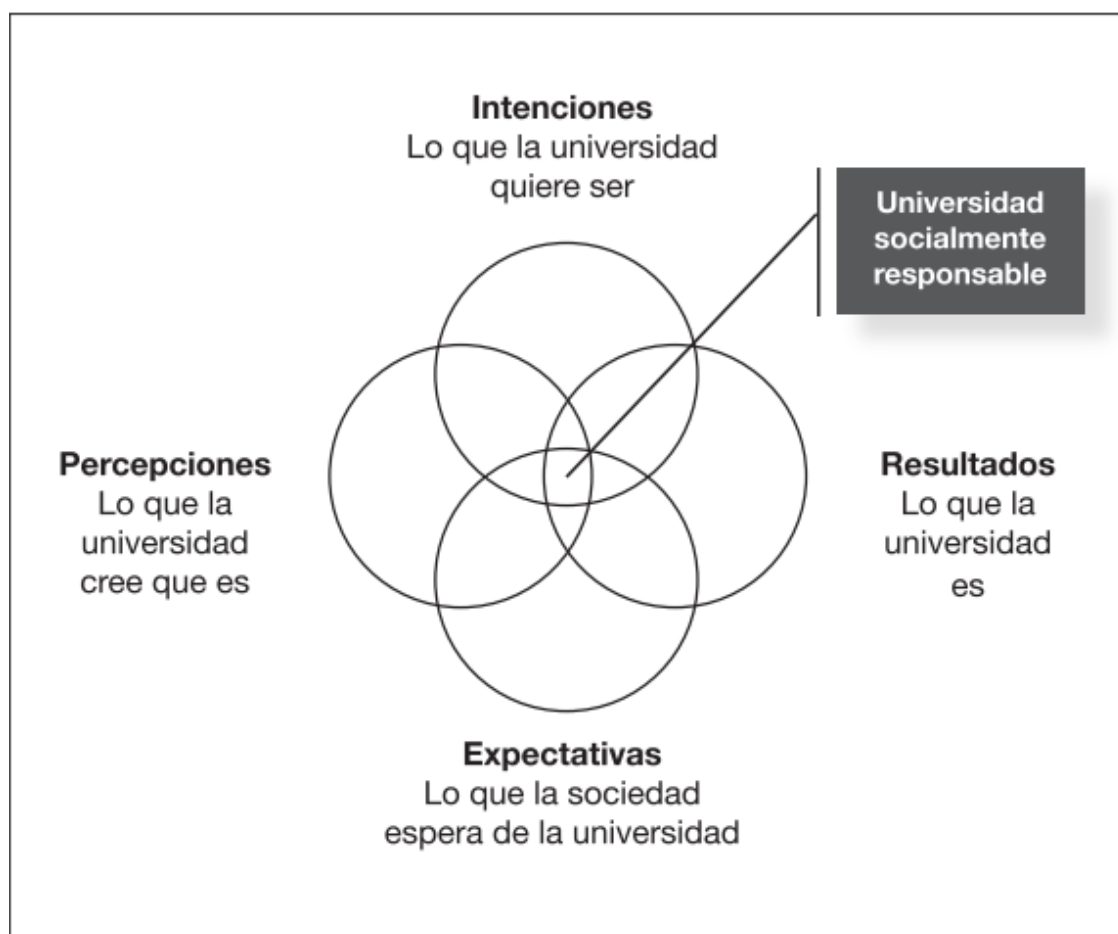 Intenciones
Lo que la universidad
quiere ser
Universidad
socialmente
responsable
Percepciones
Lo que la
universidad
cree que es
Resultados
Lo que la
universidad
es
Expectativas
Lo que la sociedad
espera de la universidad